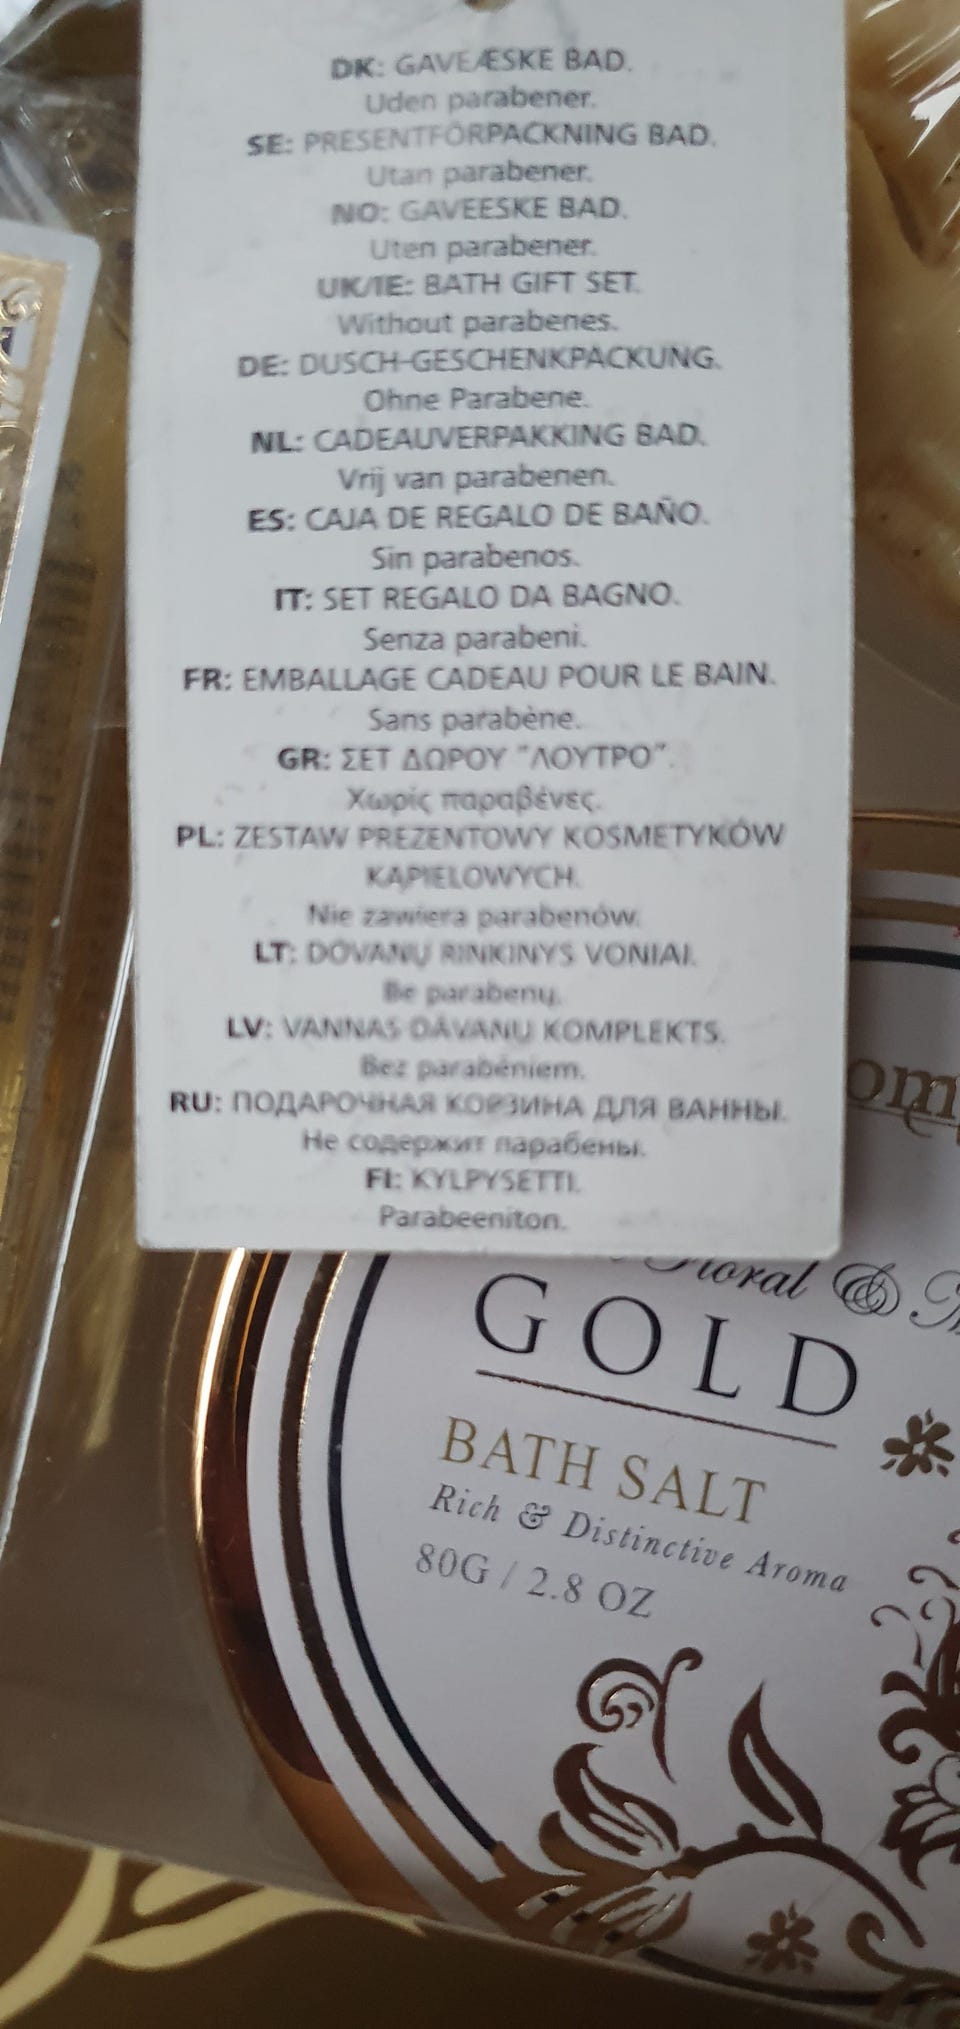 DK: GAVEÆSKE BAD.
Uden parabener.
SE: PRESENTFÖRPACKNING BAD.
Utan parabener.
NO: GAVEESKE BAD.
Uten parabener.
UK/IE: BATH GIFT SET.
Without parabenes.
DE: DUSCH-GESCHENKPACKUNG.
Ohne Parabene.
NL: CADEAUVERPAKKING BAD.
Vrij van parabenen.
ES: CAJA DE REGALO DE BAÑO.
Sin parabenos.
IT: SET REGALO DA BAGNO.
Senza parabeni.
FR: EMBALLAGE CADEAU POUR LE BAIN.
Sans parabène.
GR: ΣΕΤ ΔΩΡΟΥ "ΛΟΥΤΡΟ".
Χωρίς παραβένες.
PL: ZESTAW PREZENTOWY KOSMETYKÓW
KĄPIELOWYCH.
Nie zawiera parabenów.
LT: DOVANŲ RINKINYS VONIAI.
Be parabenų.
LV: VANNAS DĀVANU KOMPLEKTS.
Bez parabēniem.
RU: ПОДАРОЧНАЯ КОРЗИНА ДЛЯ ВАННЫ.
Не содержит парабены.
FI: KYLPYSETTI.
Parabeeniton.
Floral &
GOLD
BATH SALT
Rich & Distinctive Aroma
80G / 2.8 OZ